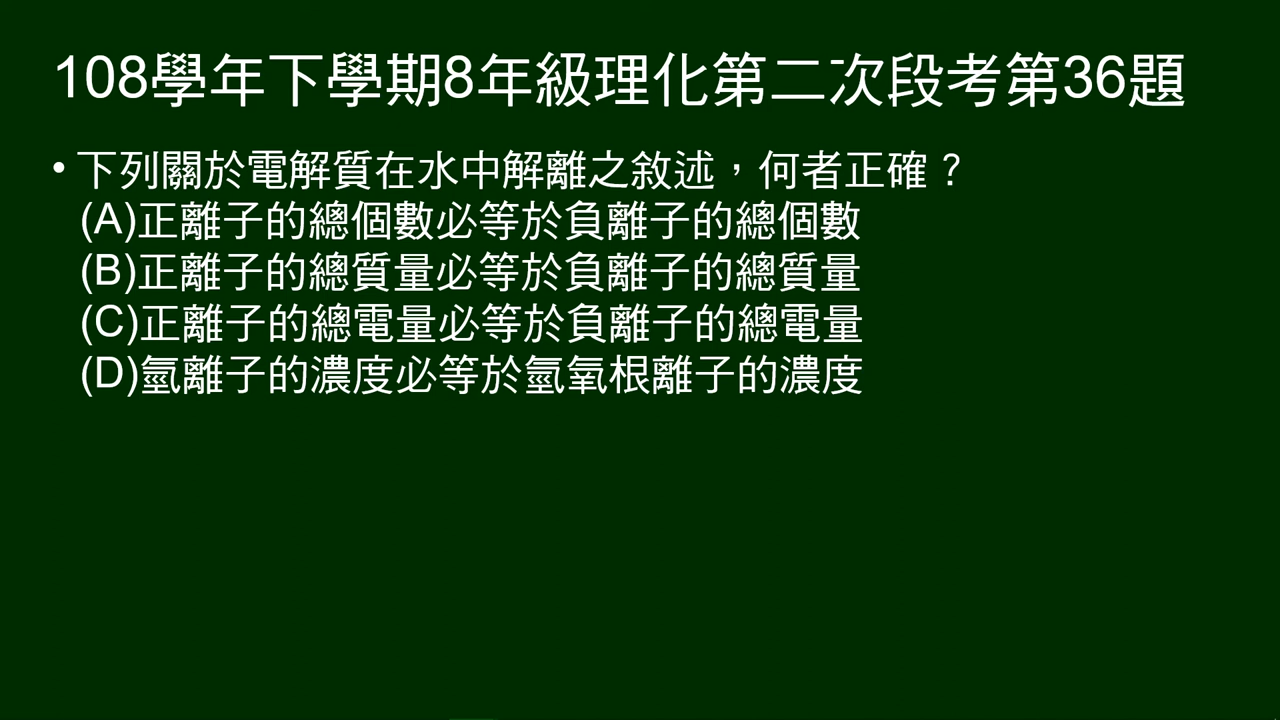 108學年下學期8年級理化第二次段考第36題
• 下列關於電解質在水中解離之敘述，何者正確？
(A)正離子的總個數必等於負離子的總個數
(B)正離子的總質量必等於負離子的總質量
(C)正離子的總電量必等於負離子的總電量
(D)氫離子的濃度必等於氫氧根離子的濃度